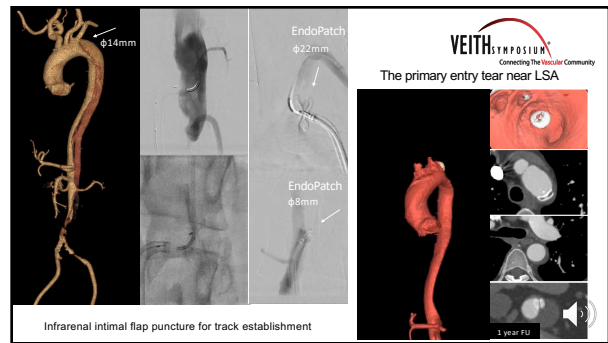 ϕ14mm
EndoPatch
ϕ22mm
EndoPatch
ϕ8mm
Infrarenal intimal flap puncture for track establishment
VEITHSYMPOSIUM®
Connecting The Vascular Community
The primary entry tear near LSA
1 year FU